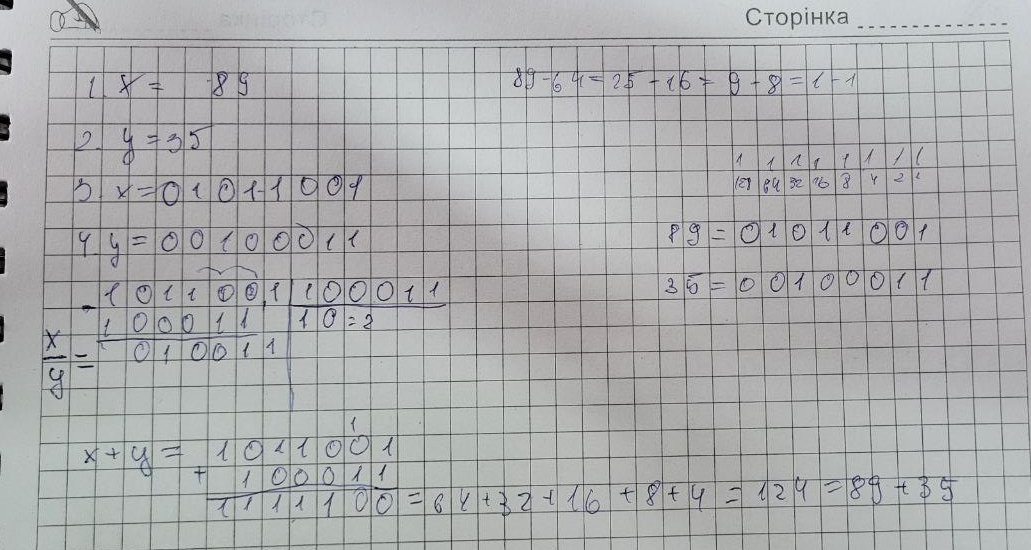 Сторінка
1. x = 89
89-64=25-16=9-8=1-1
2. y=35
1 1 1 1 1 1 1 1
128 64 32 16 8 4 2 1
3. x=01011001
4. y=00100011
89=01011001
35=00100011
1011001 100011
100011 10=2
010011
x/y=
1
x+y= 1011001
+ 100011
1111100=64+32+16+8+4=124=89+35